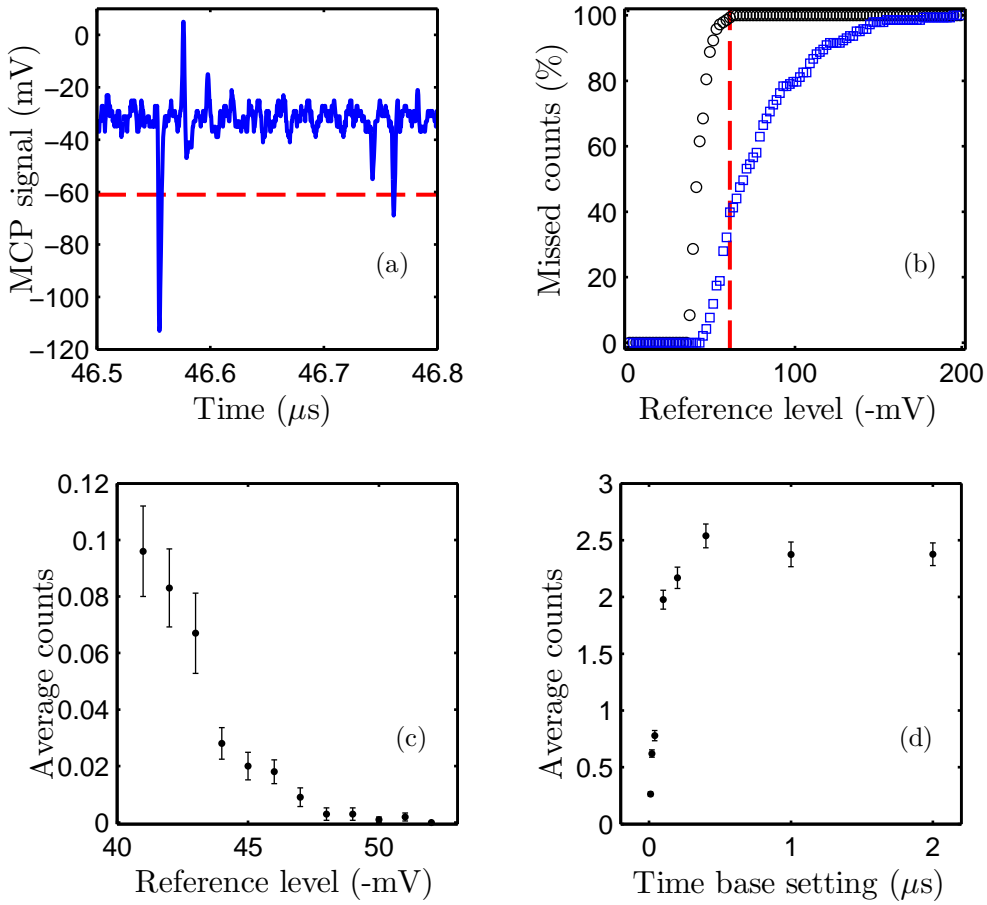 0
−20
−40
−60
−80
−100
−120
MCP signal (mV)
(a)
46.5 46.6 46.7 46.8
Time (μs)
100
80
60
40
20
0
Missed counts (%)
(b)
0 100 200
Reference level (-mV)
0.12
0.1
0.08
0.06
0.04
0.02
0
Average counts
(c)
40 45 50
Reference level (-mV)
3
2.5
2
1.5
1
0.5
0
Average counts
(d)
0 1 2
Time base setting (μs)